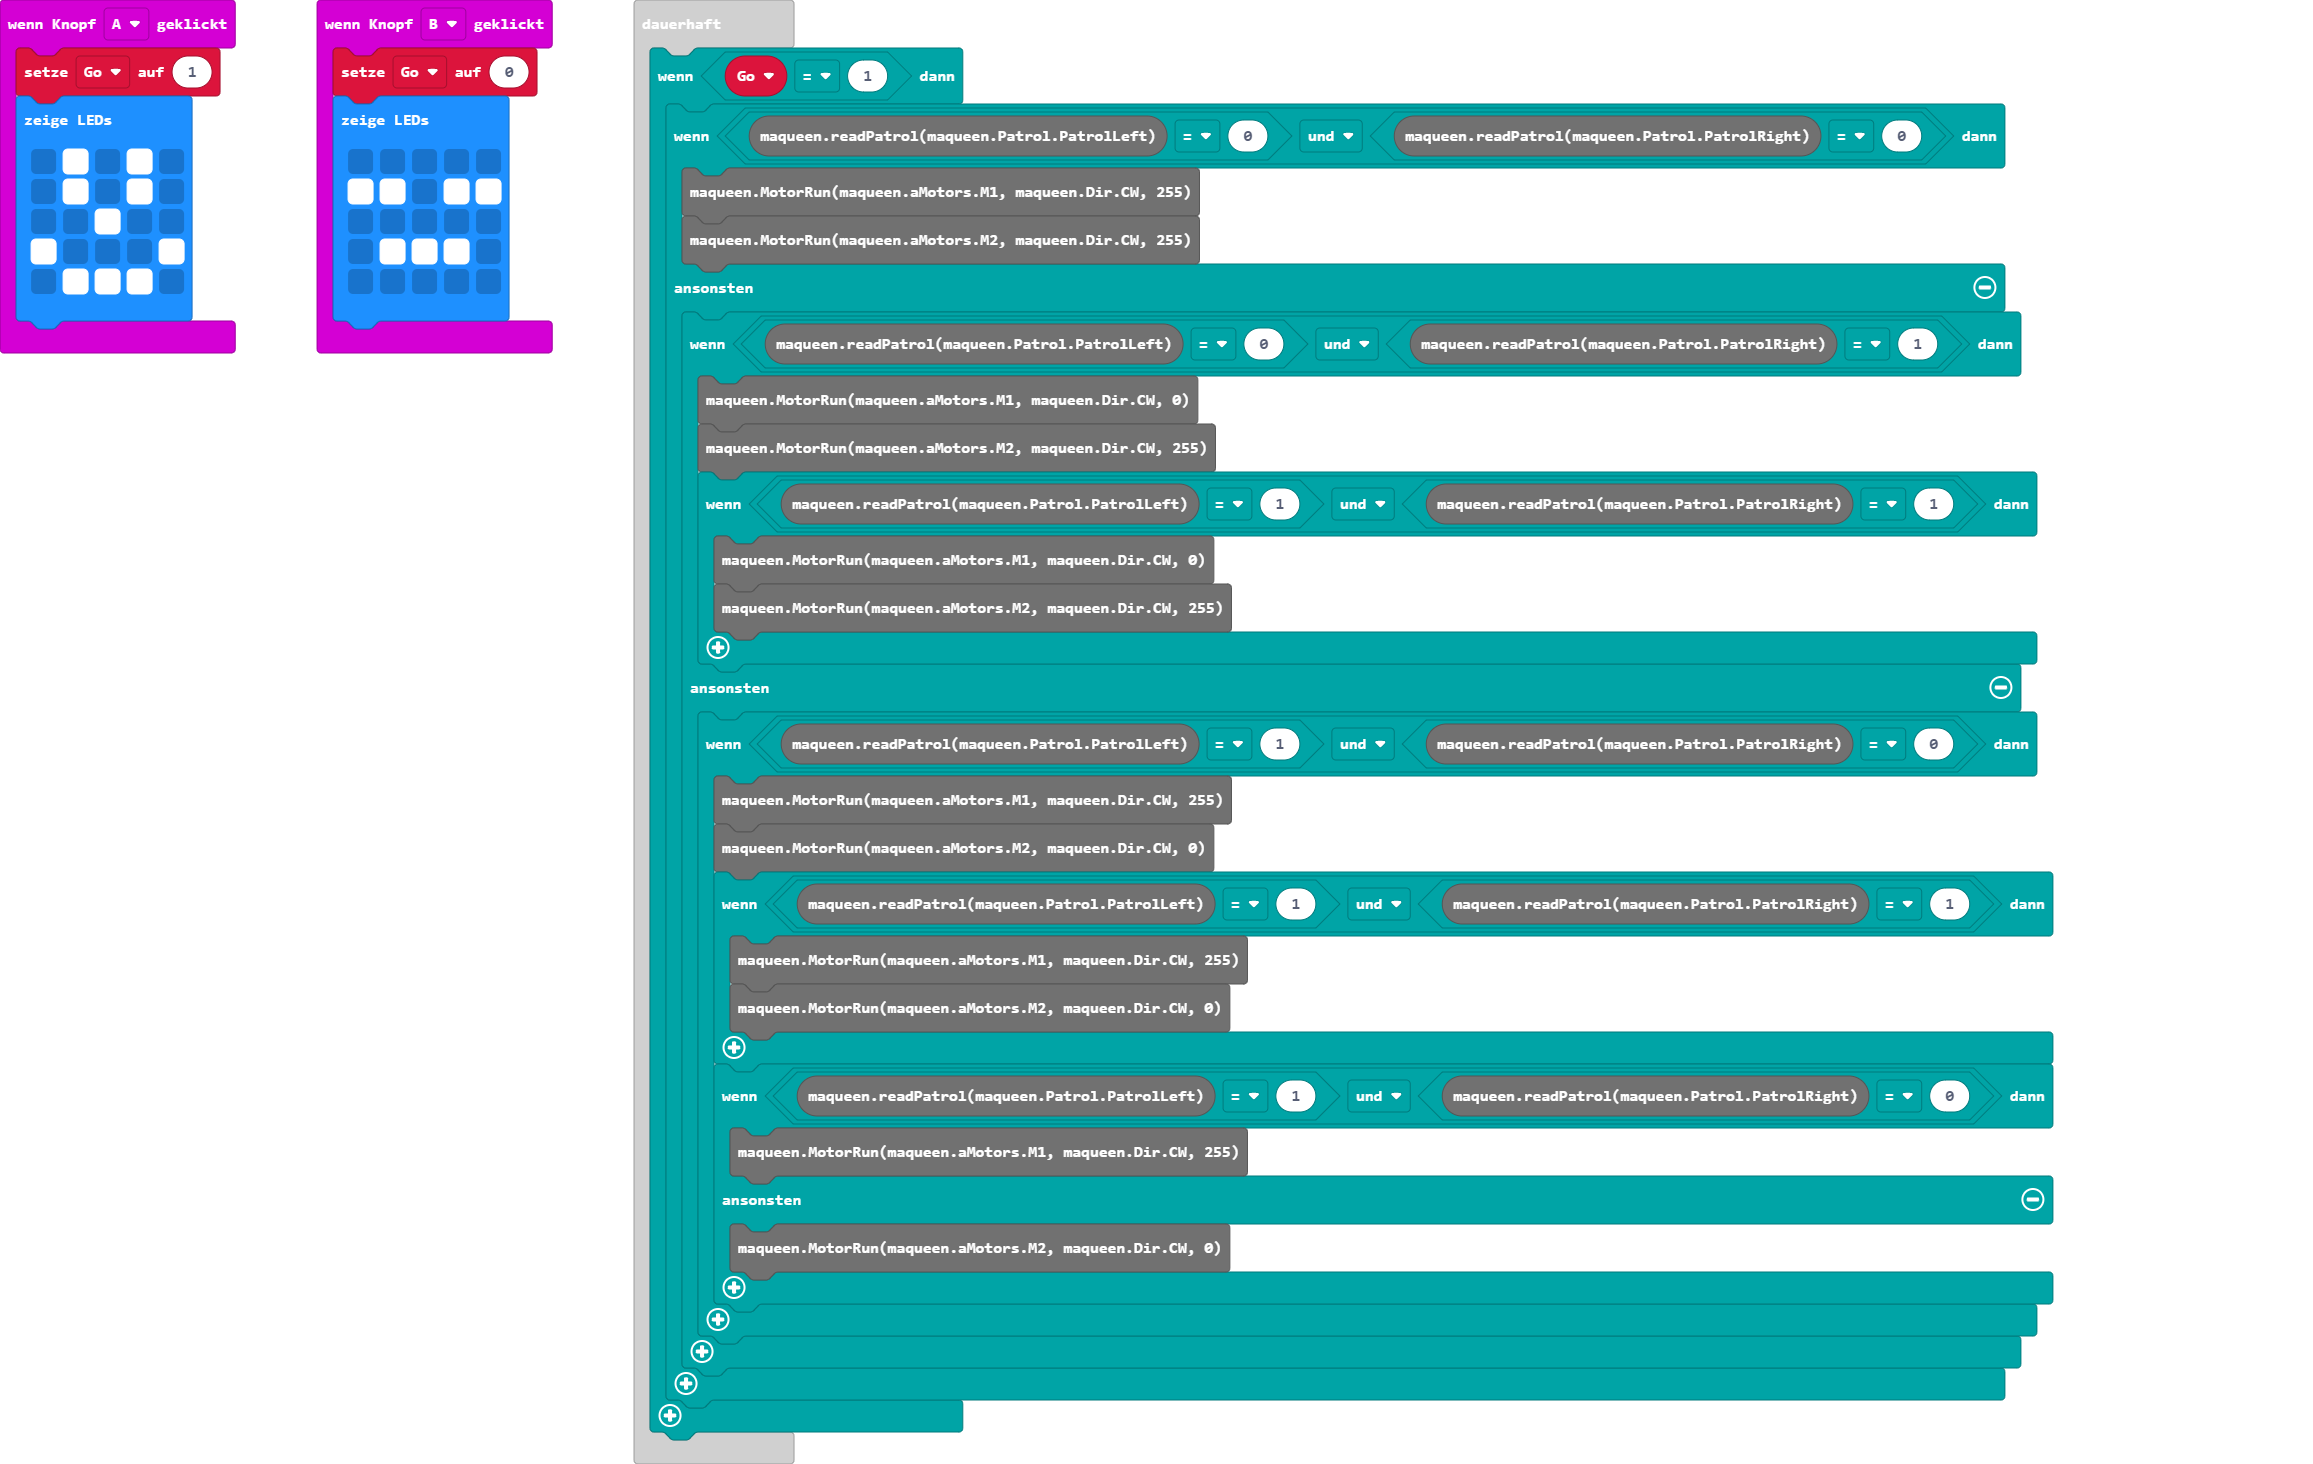 wenn Knopf A geklickt
setze Go auf 1
zeige LEDs
wenn Knopf B geklickt
setze Go auf 0
zeige LEDs
dauerhaft
wenn Go = 1 dann
wenn maqueen.readPatrol(maqueen.Patrol.PatrolLeft) = 0 und maqueen.readPatrol(maqueen.Patrol.PatrolRight) = 0 dann
maqueen.MotorRun(maqueen.aMotors.M1, maqueen.Dir.CW, 255)
maqueen.MotorRun(maqueen.aMotors.M2, maqueen.Dir.CW, 255)
ansonsten
wenn maqueen.readPatrol(maqueen.Patrol.PatrolLeft) = 0 und maqueen.readPatrol(maqueen.Patrol.PatrolRight) = 1 dann
maqueen.MotorRun(maqueen.aMotors.M1, maqueen.Dir.CW, 0)
maqueen.MotorRun(maqueen.aMotors.M2, maqueen.Dir.CW, 255)
wenn maqueen.readPatrol(maqueen.Patrol.PatrolLeft) = 1 und maqueen.readPatrol(maqueen.Patrol.PatrolRight) = 1 dann
maqueen.MotorRun(maqueen.aMotors.M1, maqueen.Dir.CW, 0)
maqueen.MotorRun(maqueen.aMotors.M2, maqueen.Dir.CW, 255)
ansonsten
wenn maqueen.readPatrol(maqueen.Patrol.PatrolLeft) = 1 und maqueen.readPatrol(maqueen.Patrol.PatrolRight) = 0 dann
maqueen.MotorRun(maqueen.aMotors.M1, maqueen.Dir.CW, 255)
maqueen.MotorRun(maqueen.aMotors.M2, maqueen.Dir.CW, 0)
wenn maqueen.readPatrol(maqueen.Patrol.PatrolLeft) = 1 und maqueen.readPatrol(maqueen.Patrol.PatrolRight) = 1 dann
maqueen.MotorRun(maqueen.aMotors.M1, maqueen.Dir.CW, 255)
maqueen.MotorRun(maqueen.aMotors.M2, maqueen.Dir.CW, 0)
wenn maqueen.readPatrol(maqueen.Patrol.PatrolLeft) = 1 und maqueen.readPatrol(maqueen.Patrol.PatrolRight) = 0 dann
maqueen.MotorRun(maqueen.aMotors.M1, maqueen.Dir.CW, 255)
ansonsten
maqueen.MotorRun(maqueen.aMotors.M2, maqueen.Dir.CW, 0)